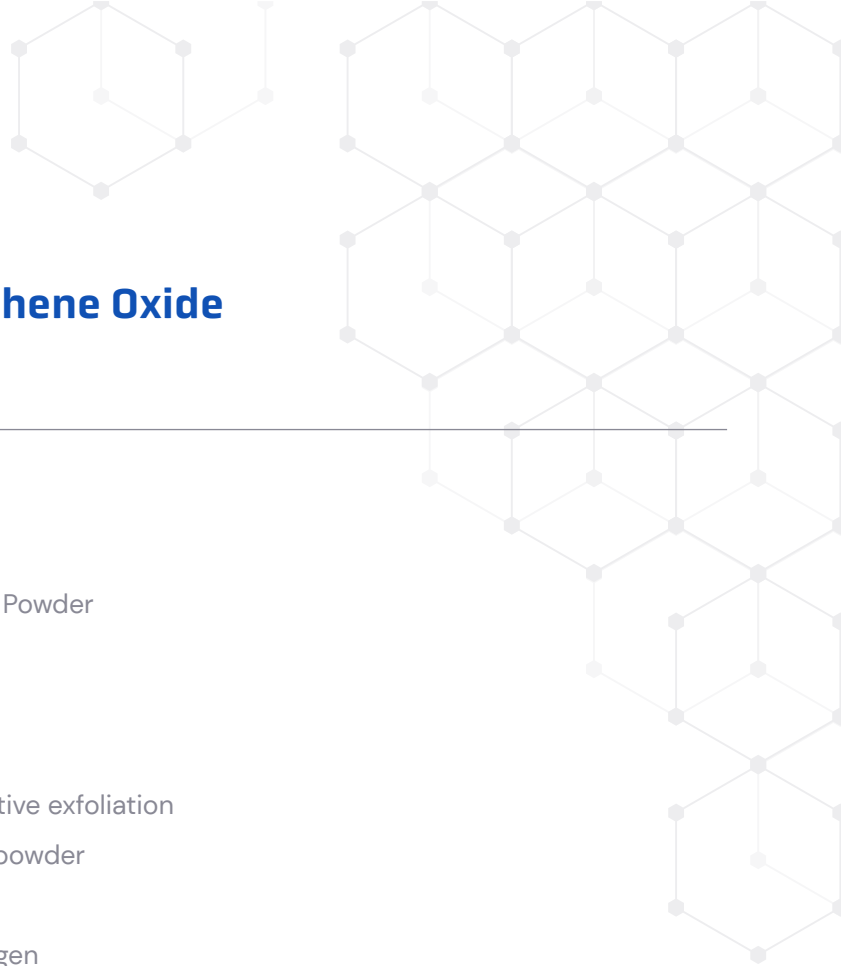 hene Oxide
Powder
tive exfoliation
powder
gen